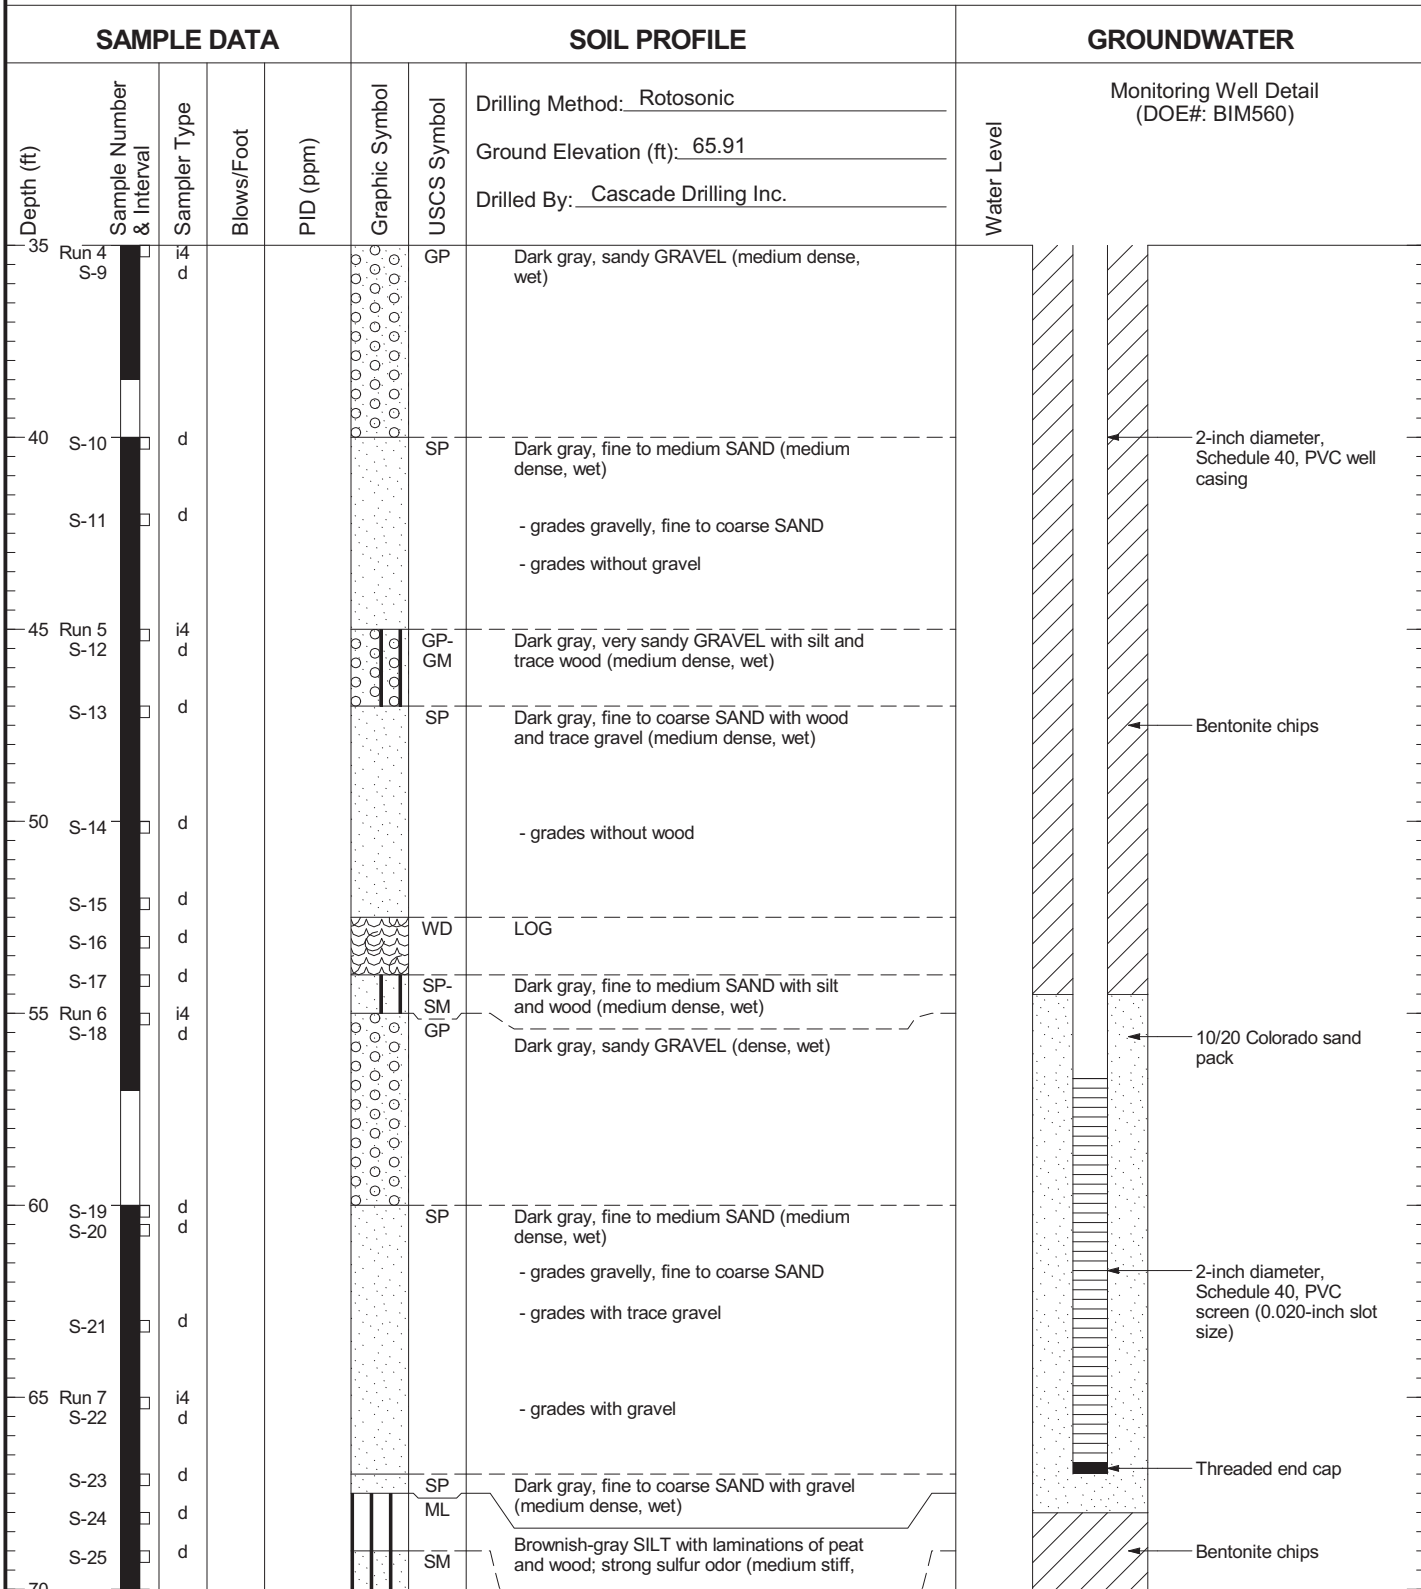 SAMPLE DATA
SOIL PROFILE
GROUNDWATER
Depth (ft)
Sample Number
& Interval
Sampler Type
Blows/Foot
PID (ppm)
Graphic Symbol
USCS Symbol
Drilling Method: Rotosonic
Ground Elevation (ft): 65.91
Drilled By: Cascade Drilling Inc.
Water Level
Monitoring Well Detail
(DOE#: BIM560)
35 Run 4 i4 GP Dark gray, sandy GRAVEL (medium dense,
S-9 d wet)
40 S-10 d SP Dark gray, fine to medium SAND (medium
dense, wet)
2-inch diameter,
Schedule 40, PVC well
casing
S-11 d - grades gravelly, fine to coarse SAND
- grades without gravel
45 Run 5 i4 GP- Dark gray, very sandy GRAVEL with silt and
S-12 d GM trace wood (medium dense, wet)
S-13 d SP Dark gray, fine to coarse SAND with wood
and trace gravel (medium dense, wet)
Bentonite chips
50 S-14 d - grades without wood
S-15 d
WD LOG
S-16 d
S-17 d SP- Dark gray, fine to medium SAND with silt
SM and wood (medium dense, wet)
55 Run 6 i4
S-18 d GP Dark gray, sandy GRAVEL (dense, wet)
10/20 Colorado sand
pack
60 S-19 d SP Dark gray, fine to medium SAND (medium
S-20 d dense, wet)
- grades gravelly, fine to coarse SAND
2-inch diameter,
Schedule 40, PVC
screen (0.020-inch slot
size)
- grades with trace gravel
S-21 d
65 Run 7 i4
S-22 d - grades with gravel
Threaded end cap
S-23 d SP Dark gray, fine to coarse SAND with gravel
(medium dense, wet)
S-24 d ML
Brownish-gray SILT with laminations of peat
S-25 d SM and wood; strong sulfur odor (medium stiff,
Bentonite chips
70